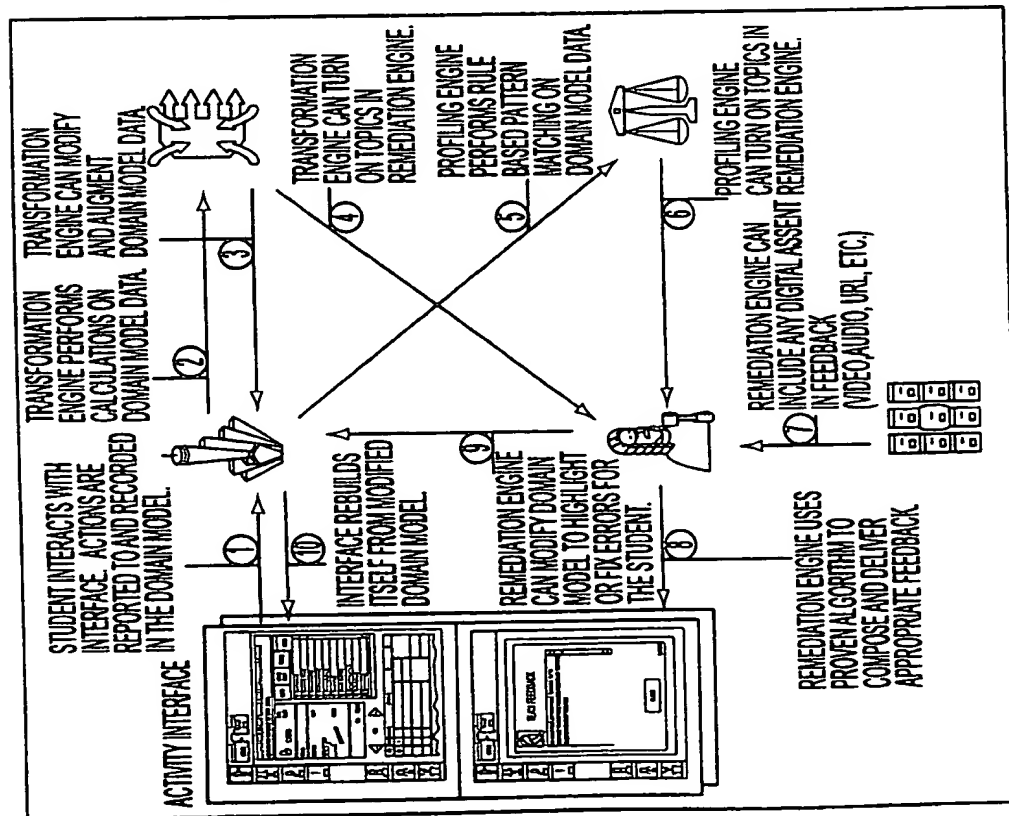 ACTIVITY INTERFACE
STUDENT INTERACTS WITH
INTERFACE. ACTIONS ARE
REPORTED TO AND RECORDED
IN THE DOMAIN MODEL.
1
10
INTERFACE REBUILDS
ITSELF FROM MODIFIED
DOMAIN MODEL.
TRANSFORMATION
ENGINE PERFORMS
CALCULATIONS ON
DOMAIN MODEL DATA.
2
TRANSFORMATION
ENGINE CAN MODIFY
AND AUGMENT
DOMAIN MODEL DATA.
3
TRANSFORMATION
ENGINE CAN TURN
ON TOPICS IN
REMEDIATION ENGINE.
4
PROFILING ENGINE
PERFORMS RULE
BASED PATTERN
MATCHING ON
DOMAIN MODEL DATA.
5
PROFILING ENGINE
CAN TURN ON TOPICS IN
REMEDIATION ENGINE.
6
REMEDIATION ENGINE CAN
INCLUDE ANY DIGITAL ASSENT
IN FEEDBACK
(VIDEO,AUDIO, URL, ETC.)
7
REMEDIATION ENGINE USES
PROVEN ALGORITHM TO
COMPOSE AND DELIVER
APPROPRIATE FEEDBACK.
8
REMEDIATION ENGINE
CAN MODIFY DOMAIN
MODEL TO HIGHLIGHT
OR FIX ERRORS FOR
THE STUDENT.
9
FEEDBACK